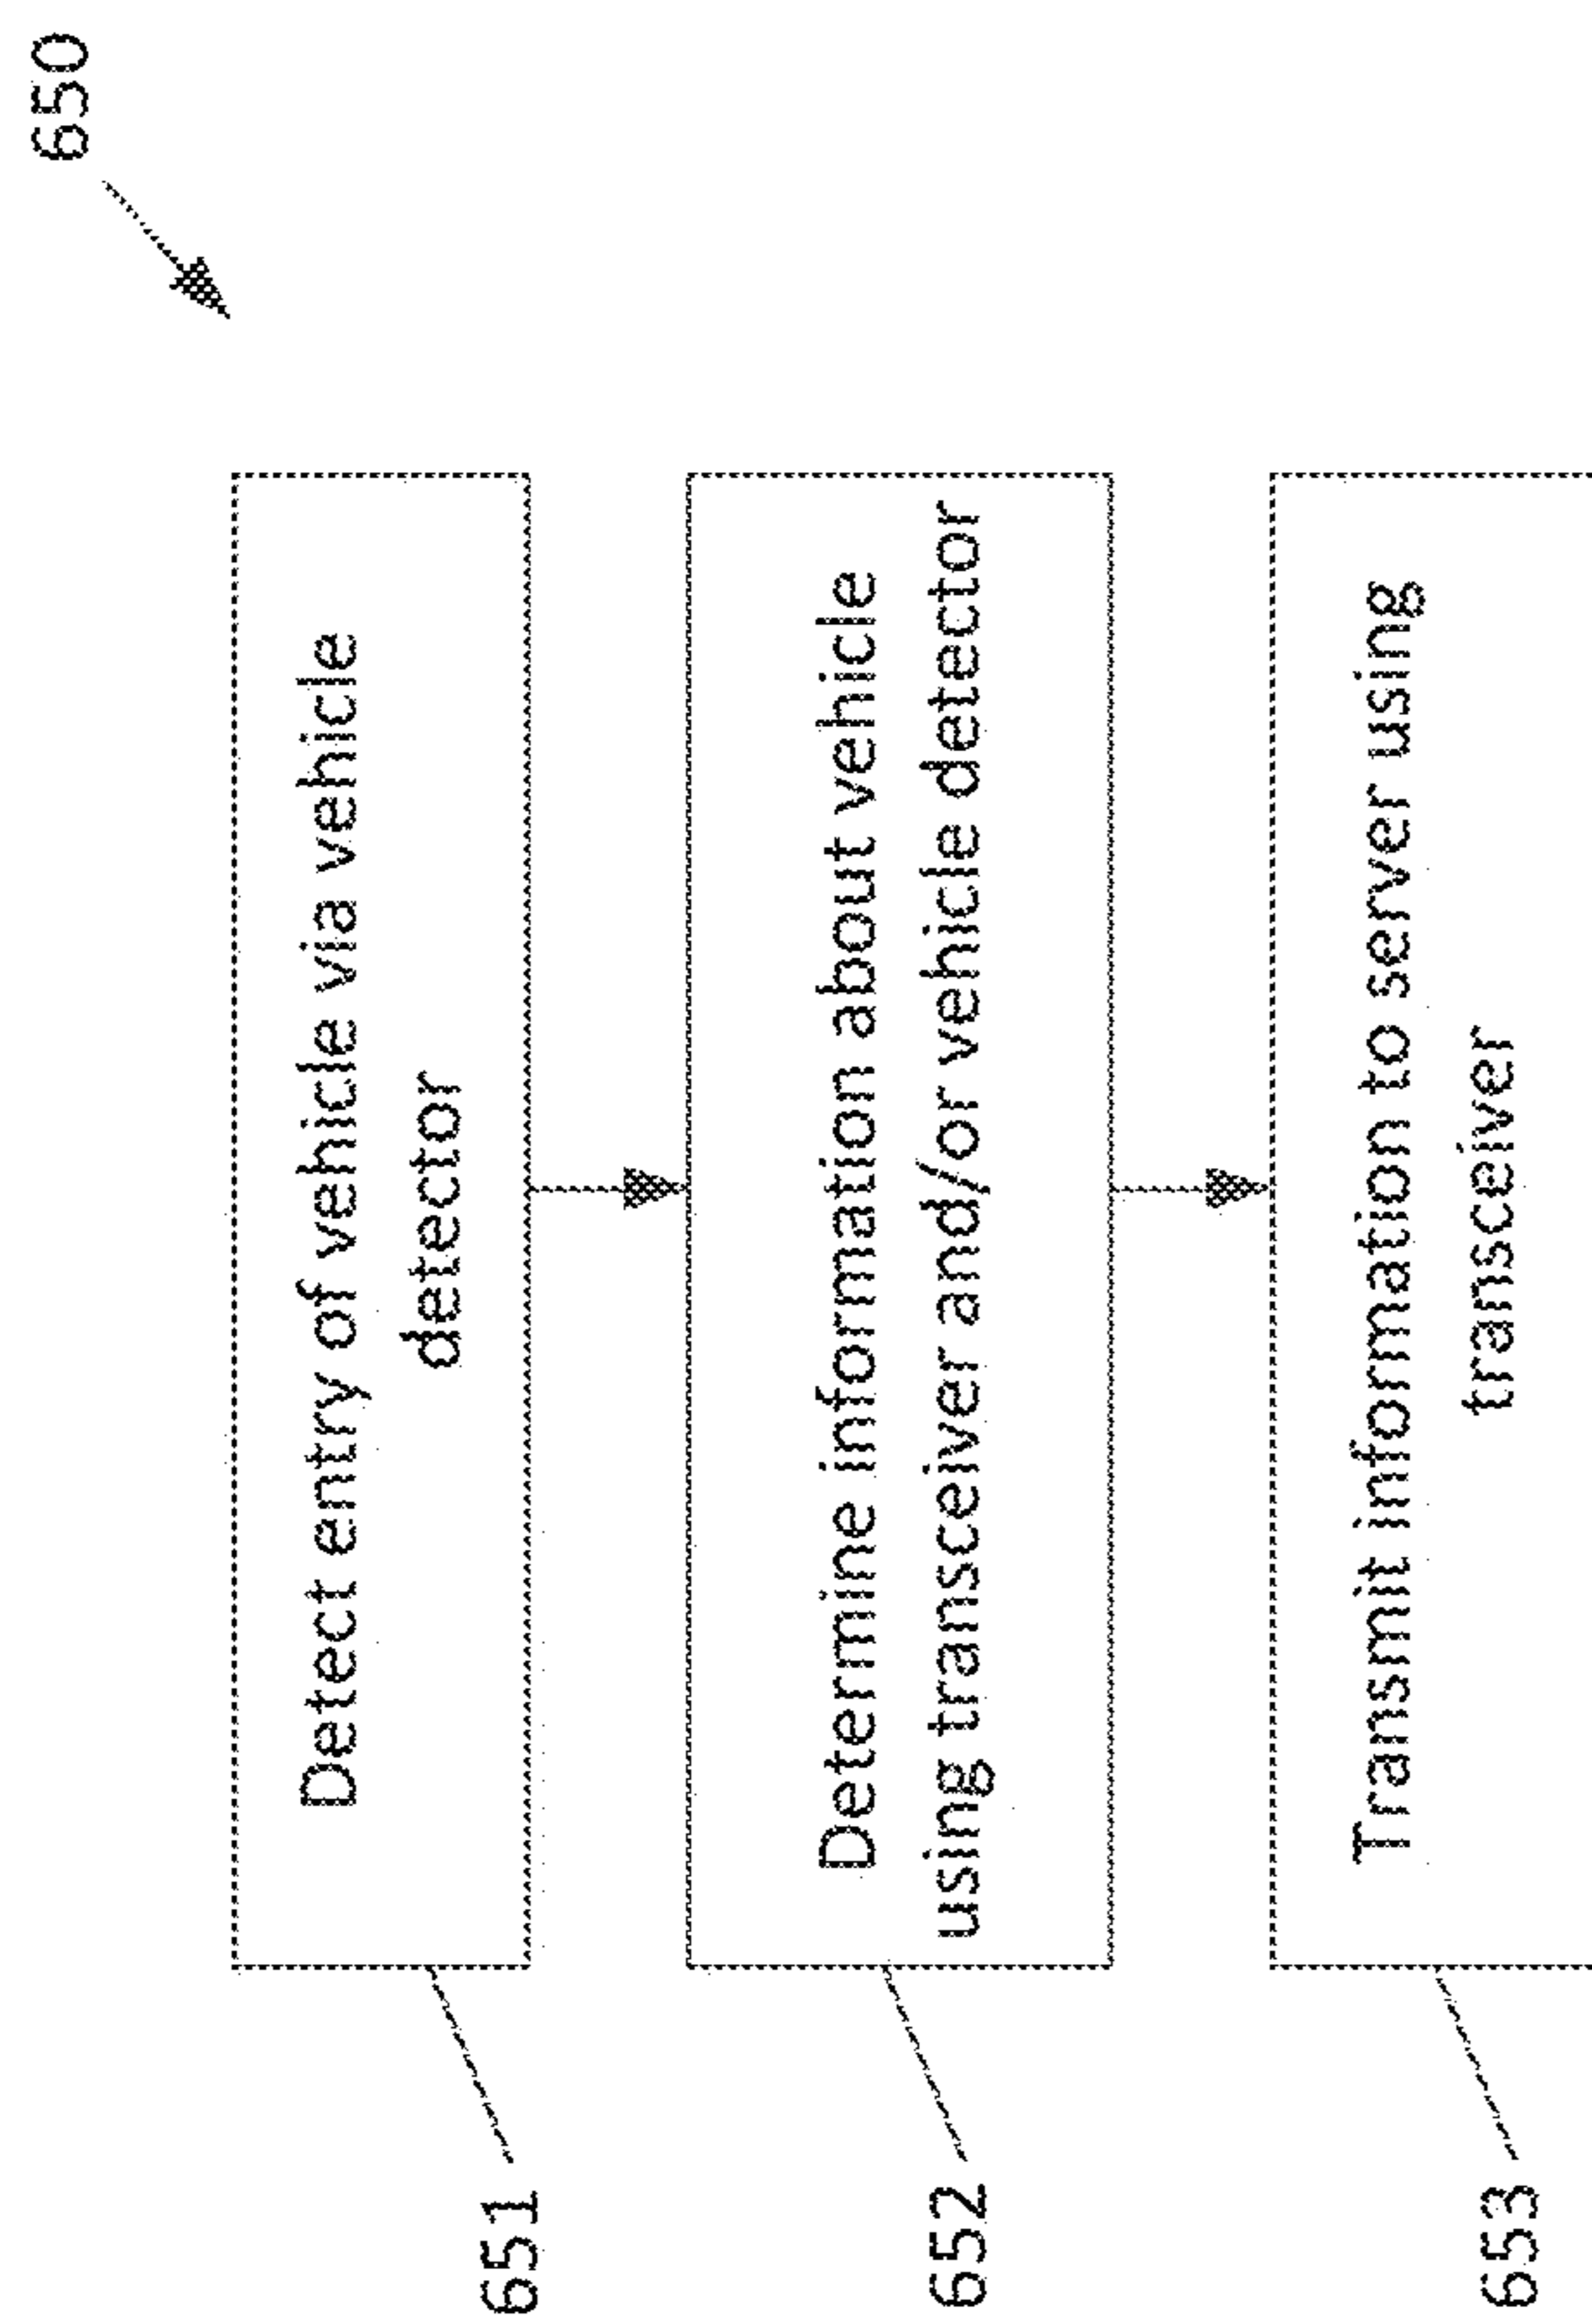 650
651
Detect entry of vehicle via vehicle
detector
652
Determine information about vehicle
using transceiver and/or vehicle detector
653
Transmit information to server using
transceiver